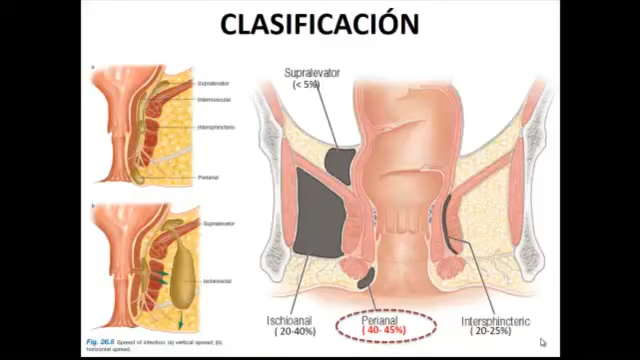 CLASIFICACIÓN
a
Supralevator
Intermuscular
Intersphincteric
Perianal
b
Supralevator
Ischiorectal
Fig. 26.8 Spread of infection: (a) vertical spread; (b)
horizontal spread.
Supralevator
(< 5%)
Ischioanal
( 20-40%)
Perianal
( 40- 45%)
Intersphincteric
( 20-25%)